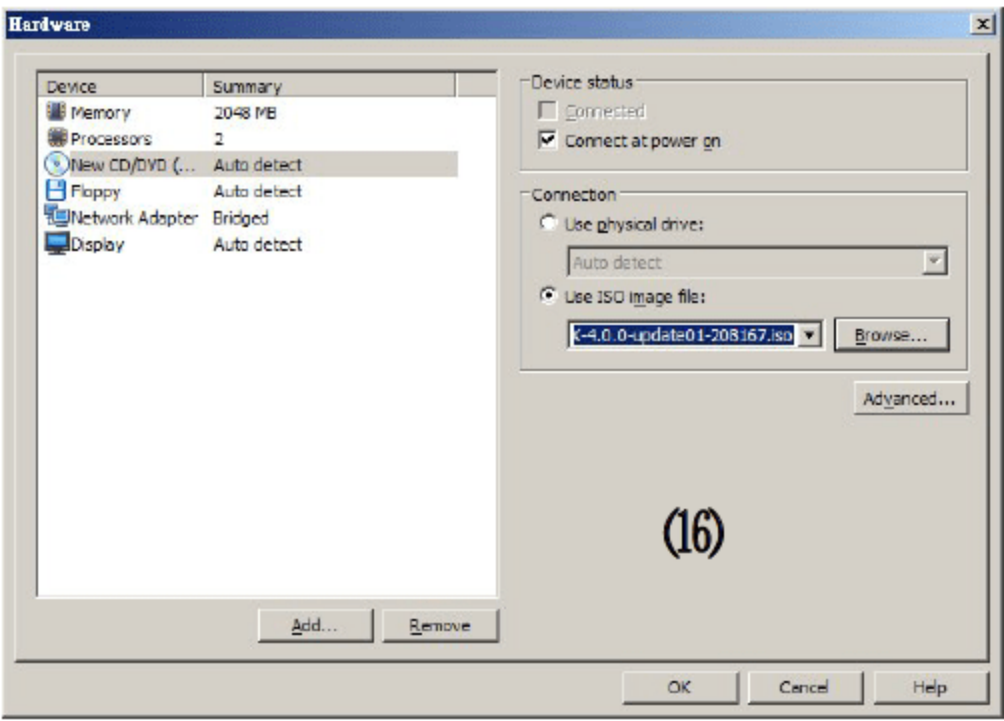 Hardware
Device Summary
Memory 2048 MB
Processors 2
New CD/DVD (... Auto detect
Floppy Auto detect
Network Adapter Bridged
Display Auto detect
Add...
Remove
Device status
Connected
Connect at power on
Connection
Use physical drive:
Auto detect
Use ISO image file:
X-4.0.0-update01-208167.iso
Browse...
Advanced...
(16)
OK
Cancel
Help